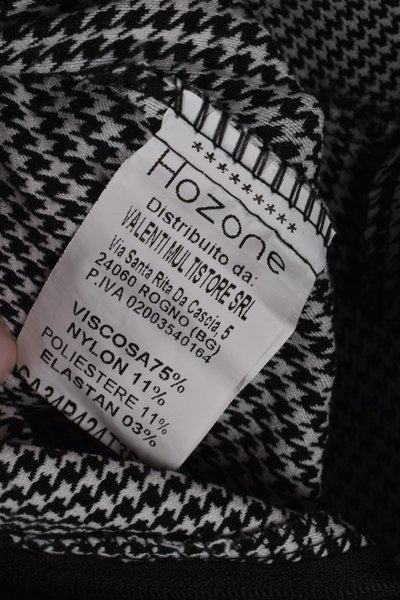 *********
Hozone
Distribuito da:
VALENTI MULTISTORE SRL
Via Santa Rita Da Cascia, 5
24060 ROGNO (BG)
P.IVA 02003540164
VISCOSA75%
NYLON 11%
POLIESTERE 11%
ELASTAN 03%